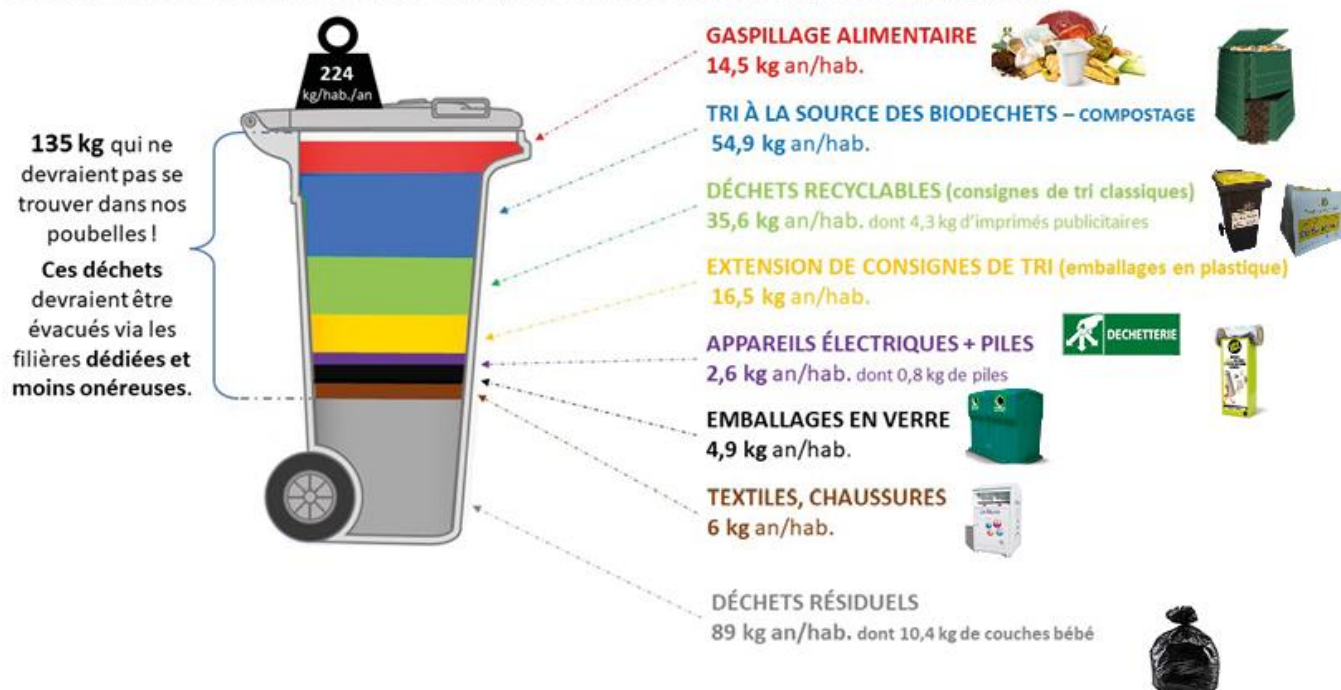 224
kg/hab./an
135 kg qui ne
devraient pas se
trouver dans nos
poubelles !
Ces déchets
devraient être
évacués via les
filières dédiées et
moins onéreuses.
GASPILLAGE ALIMENTAIRE
14,5 kg an/hab.
TRI À LA SOURCE DES BIODECHETS – COMPOSTAGE
54,9 kg an/hab.
DÉCHETS RECYCLABLES (consignes de tri classiques)
35,6 kg an/hab. dont 4,3 kg d'imprimés publicitaires
EXTENSION DE CONSIGNES DE TRI (emballages en plastique)
16,5 kg an/hab.
APPAREILS ÉLECTRIQUES + PILES
2,6 kg an/hab. dont 0,8 kg de piles
DECHETTERIE
EMBALLAGES EN VERRE
4,9 kg an/hab.
TEXTILES, CHAUSSURES
6 kg an/hab.
DÉCHETS RÉSIDUELS
89 kg an/hab. dont 10,4 kg de couches bébé